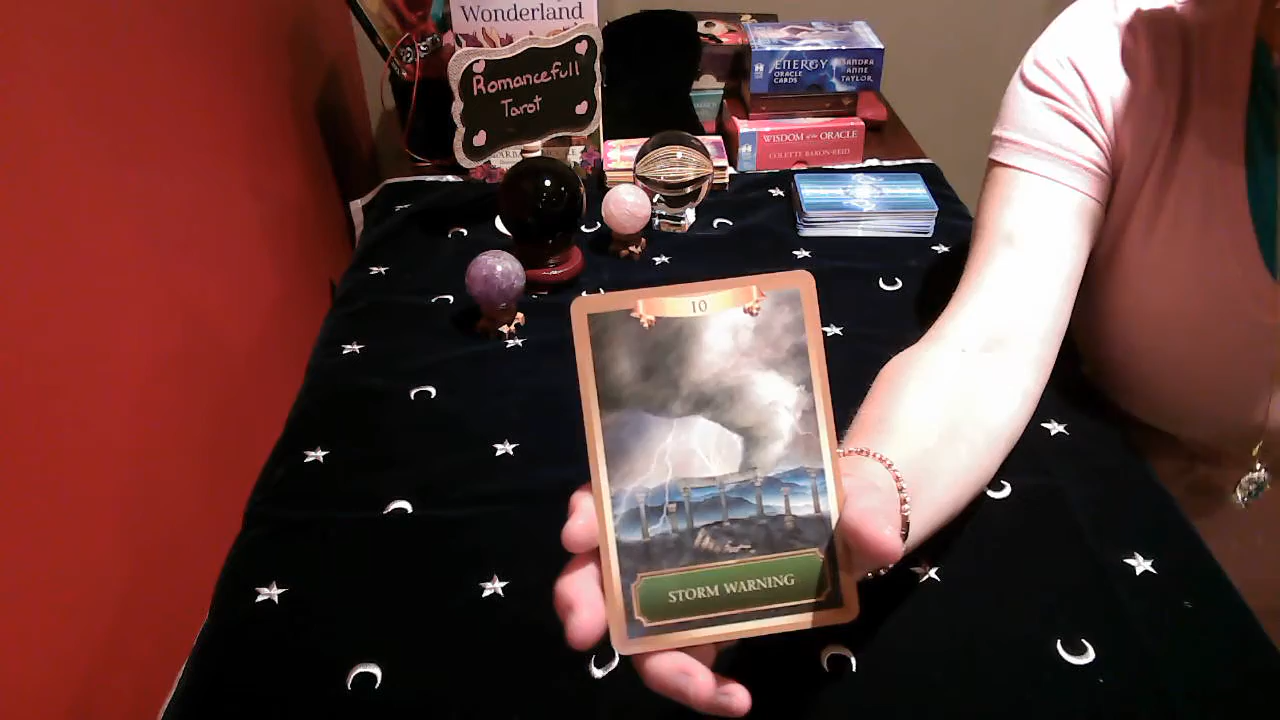 Wonderland
Romancefull
Tarot
ENERGY
ORACLE
CARDS
SANDRA
ANNE
TAYLOR
WISDOM of the ORACLE
COLETTE BARON-REID
10
STORM WARNING